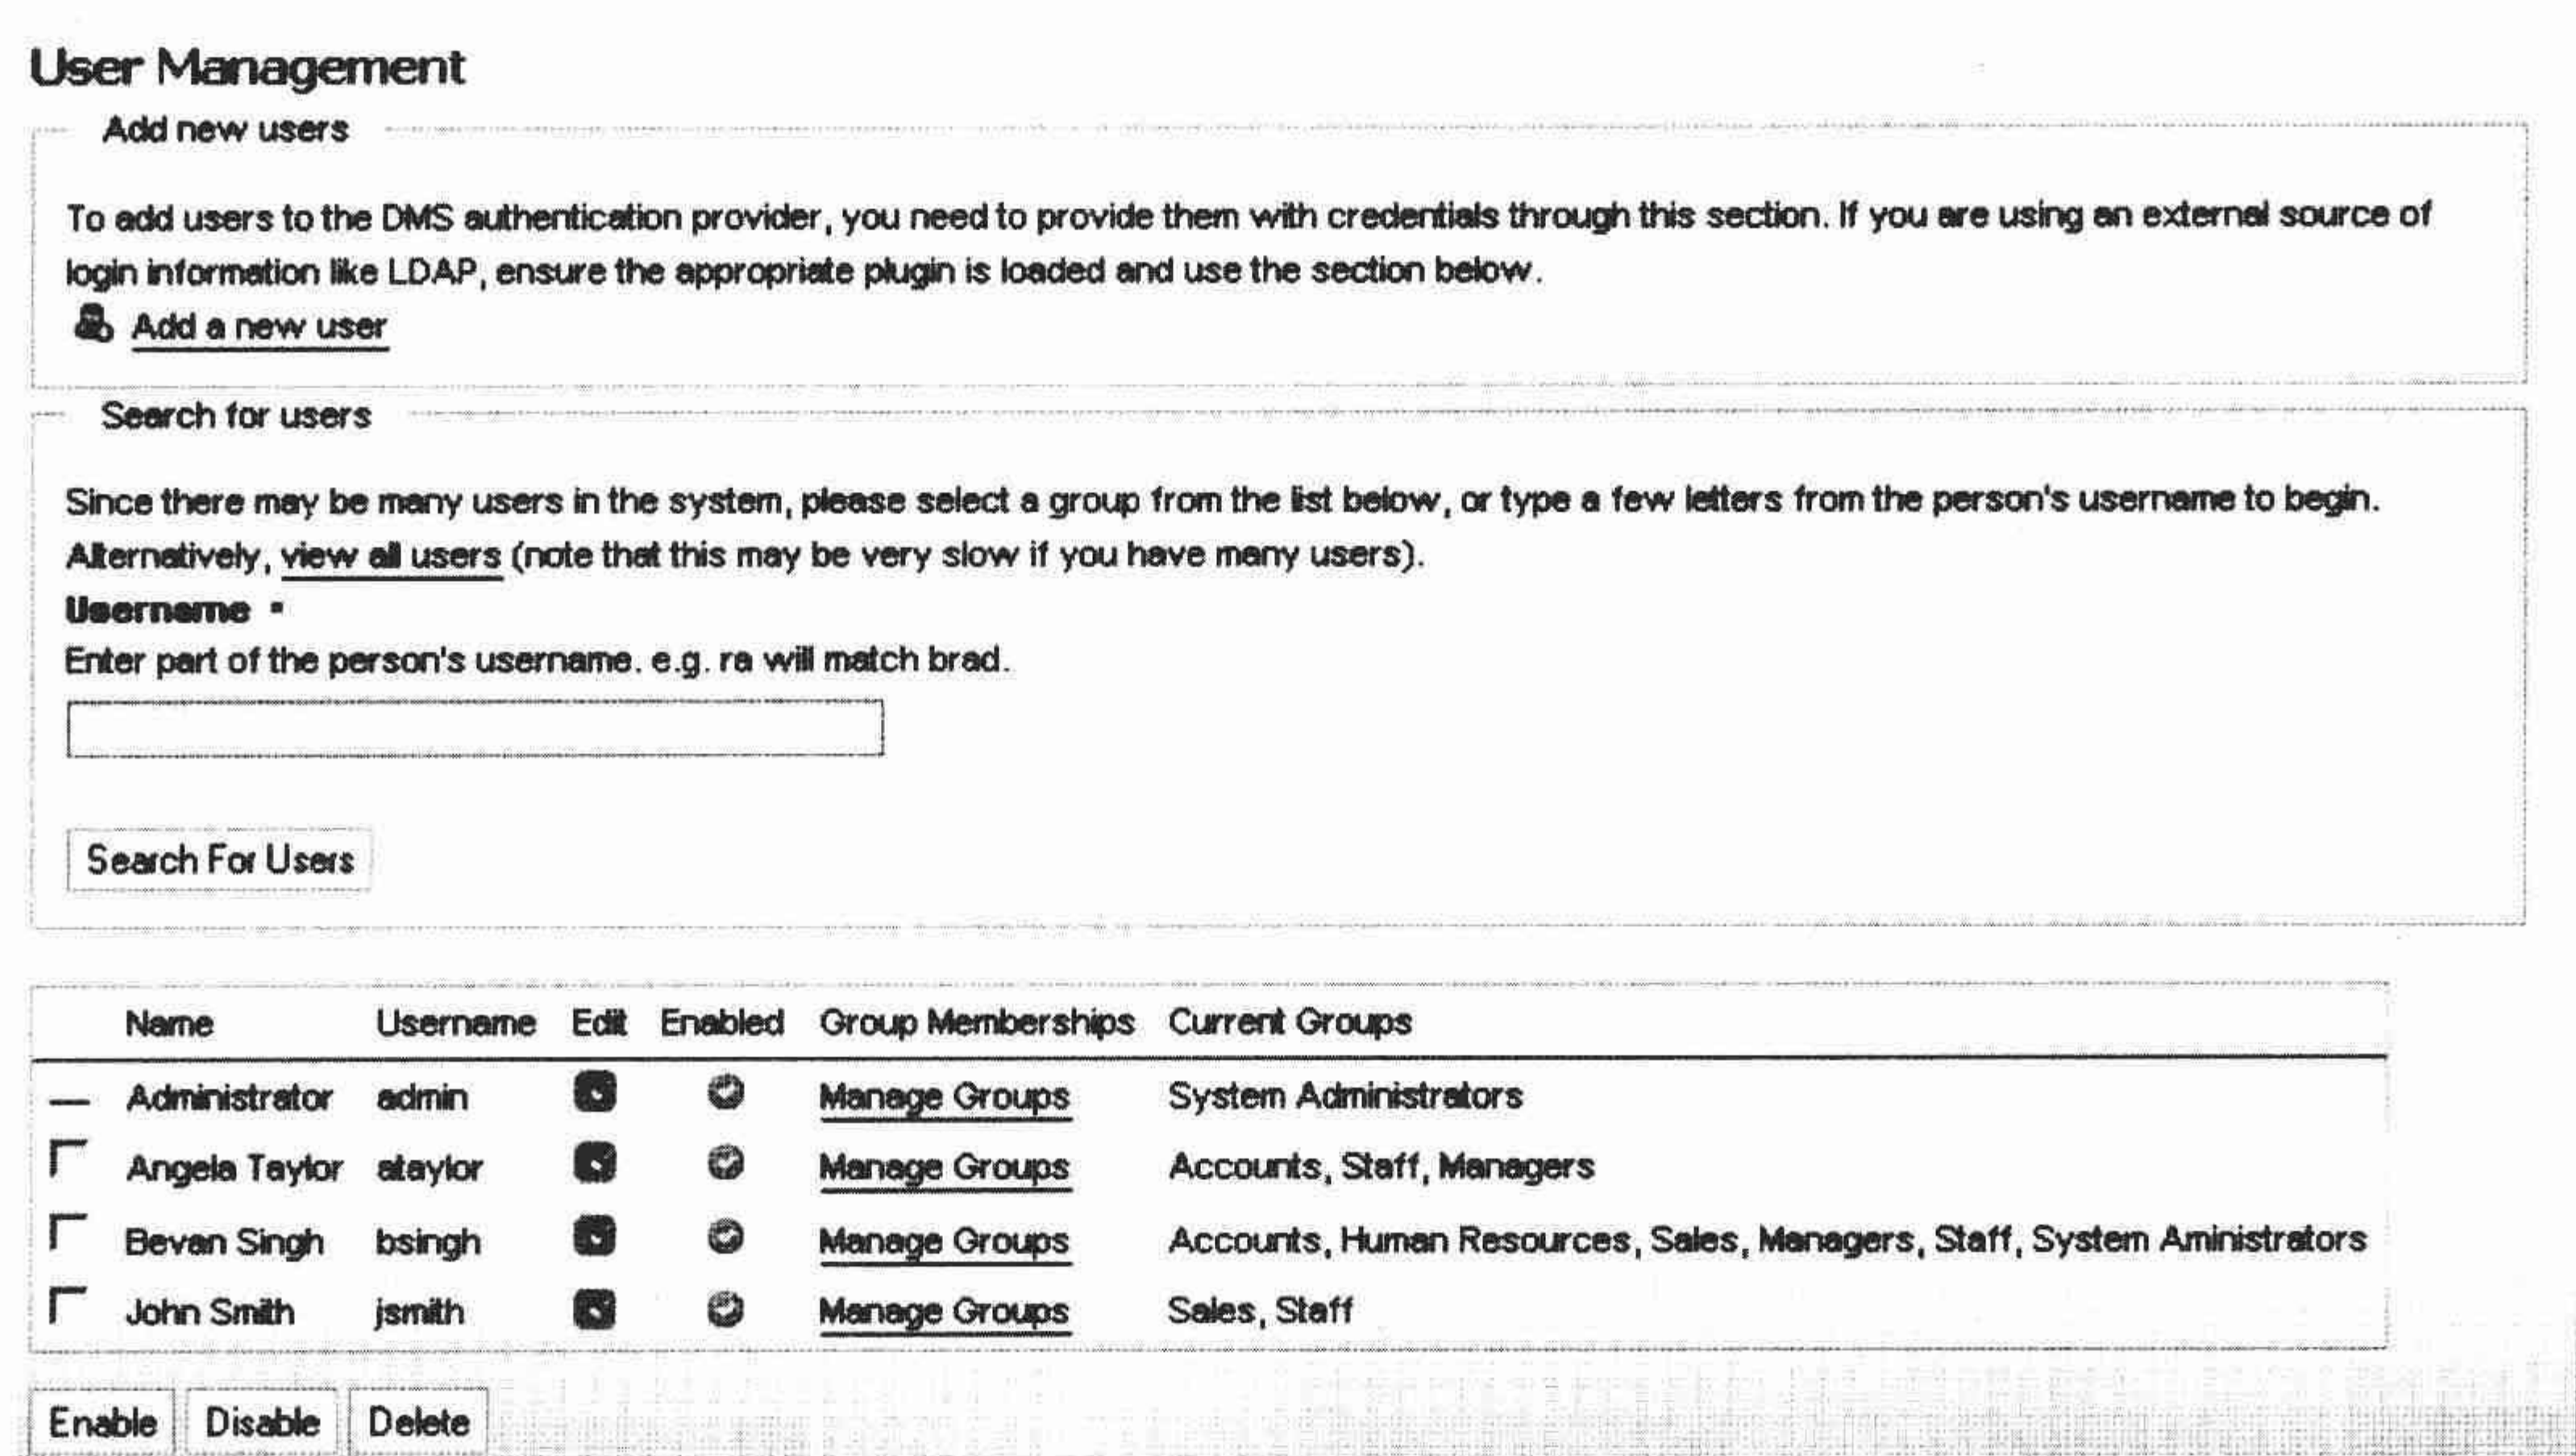 User Management
Add new users
To add users to the DMS authentication provider, you need to provide them with credentials through this section. If you are using an external source of
login information like LDAP, ensure the appropriate plugin is loaded and use the section below.
Add a new user
Search for users
Since there may be many users in the system, please select a group from the list below, or type a few letters from the person's username to begin.
Alternatively, view all users (note that this may be very slow if you have many users).
Username
Enter part of the person's username. e.g. ra will match brad.
Search For Users
Name Username Edit Enabled Group Memberships Current Groups
Administrator admin Manage Groups System Administrators
Angela Taylor ataylor Manage Groups Accounts, Staff, Managers
Bevan Singh bsingh Manage Groups Accounts, Human Resources, Sales, Managers, Staff, System Aministrators
John Smith jsmith Manage Groups Sales, Staff
Enable Disable Delete